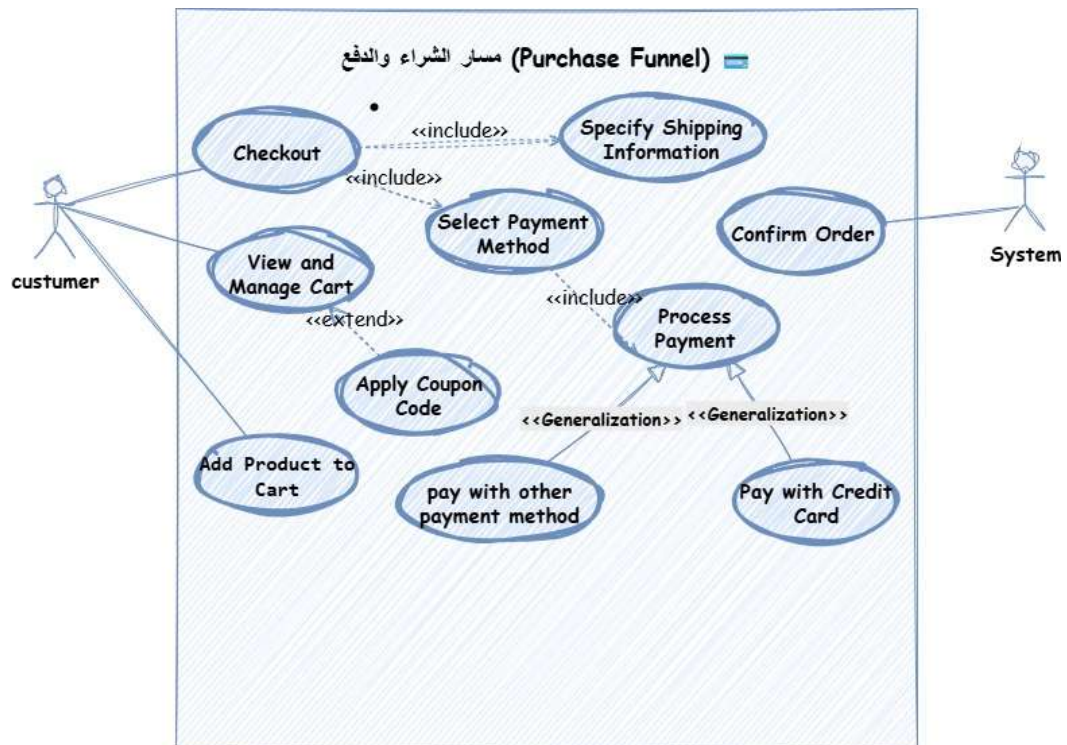 مسار الشراء والدفع (Purchase Funnel) 💳
•
Checkout
<<include>>
Specify Shipping
Information
<<include>>
Select Payment
Method
Confirm Order
System
custumer
View and
Manage Cart
<<include>>
Process
Payment
<<extend>>
Apply Coupon
Code
<<Generalization>>
<<Generalization>>
Add Product to
Cart
pay with other
payment method
Pay with Credit
Card